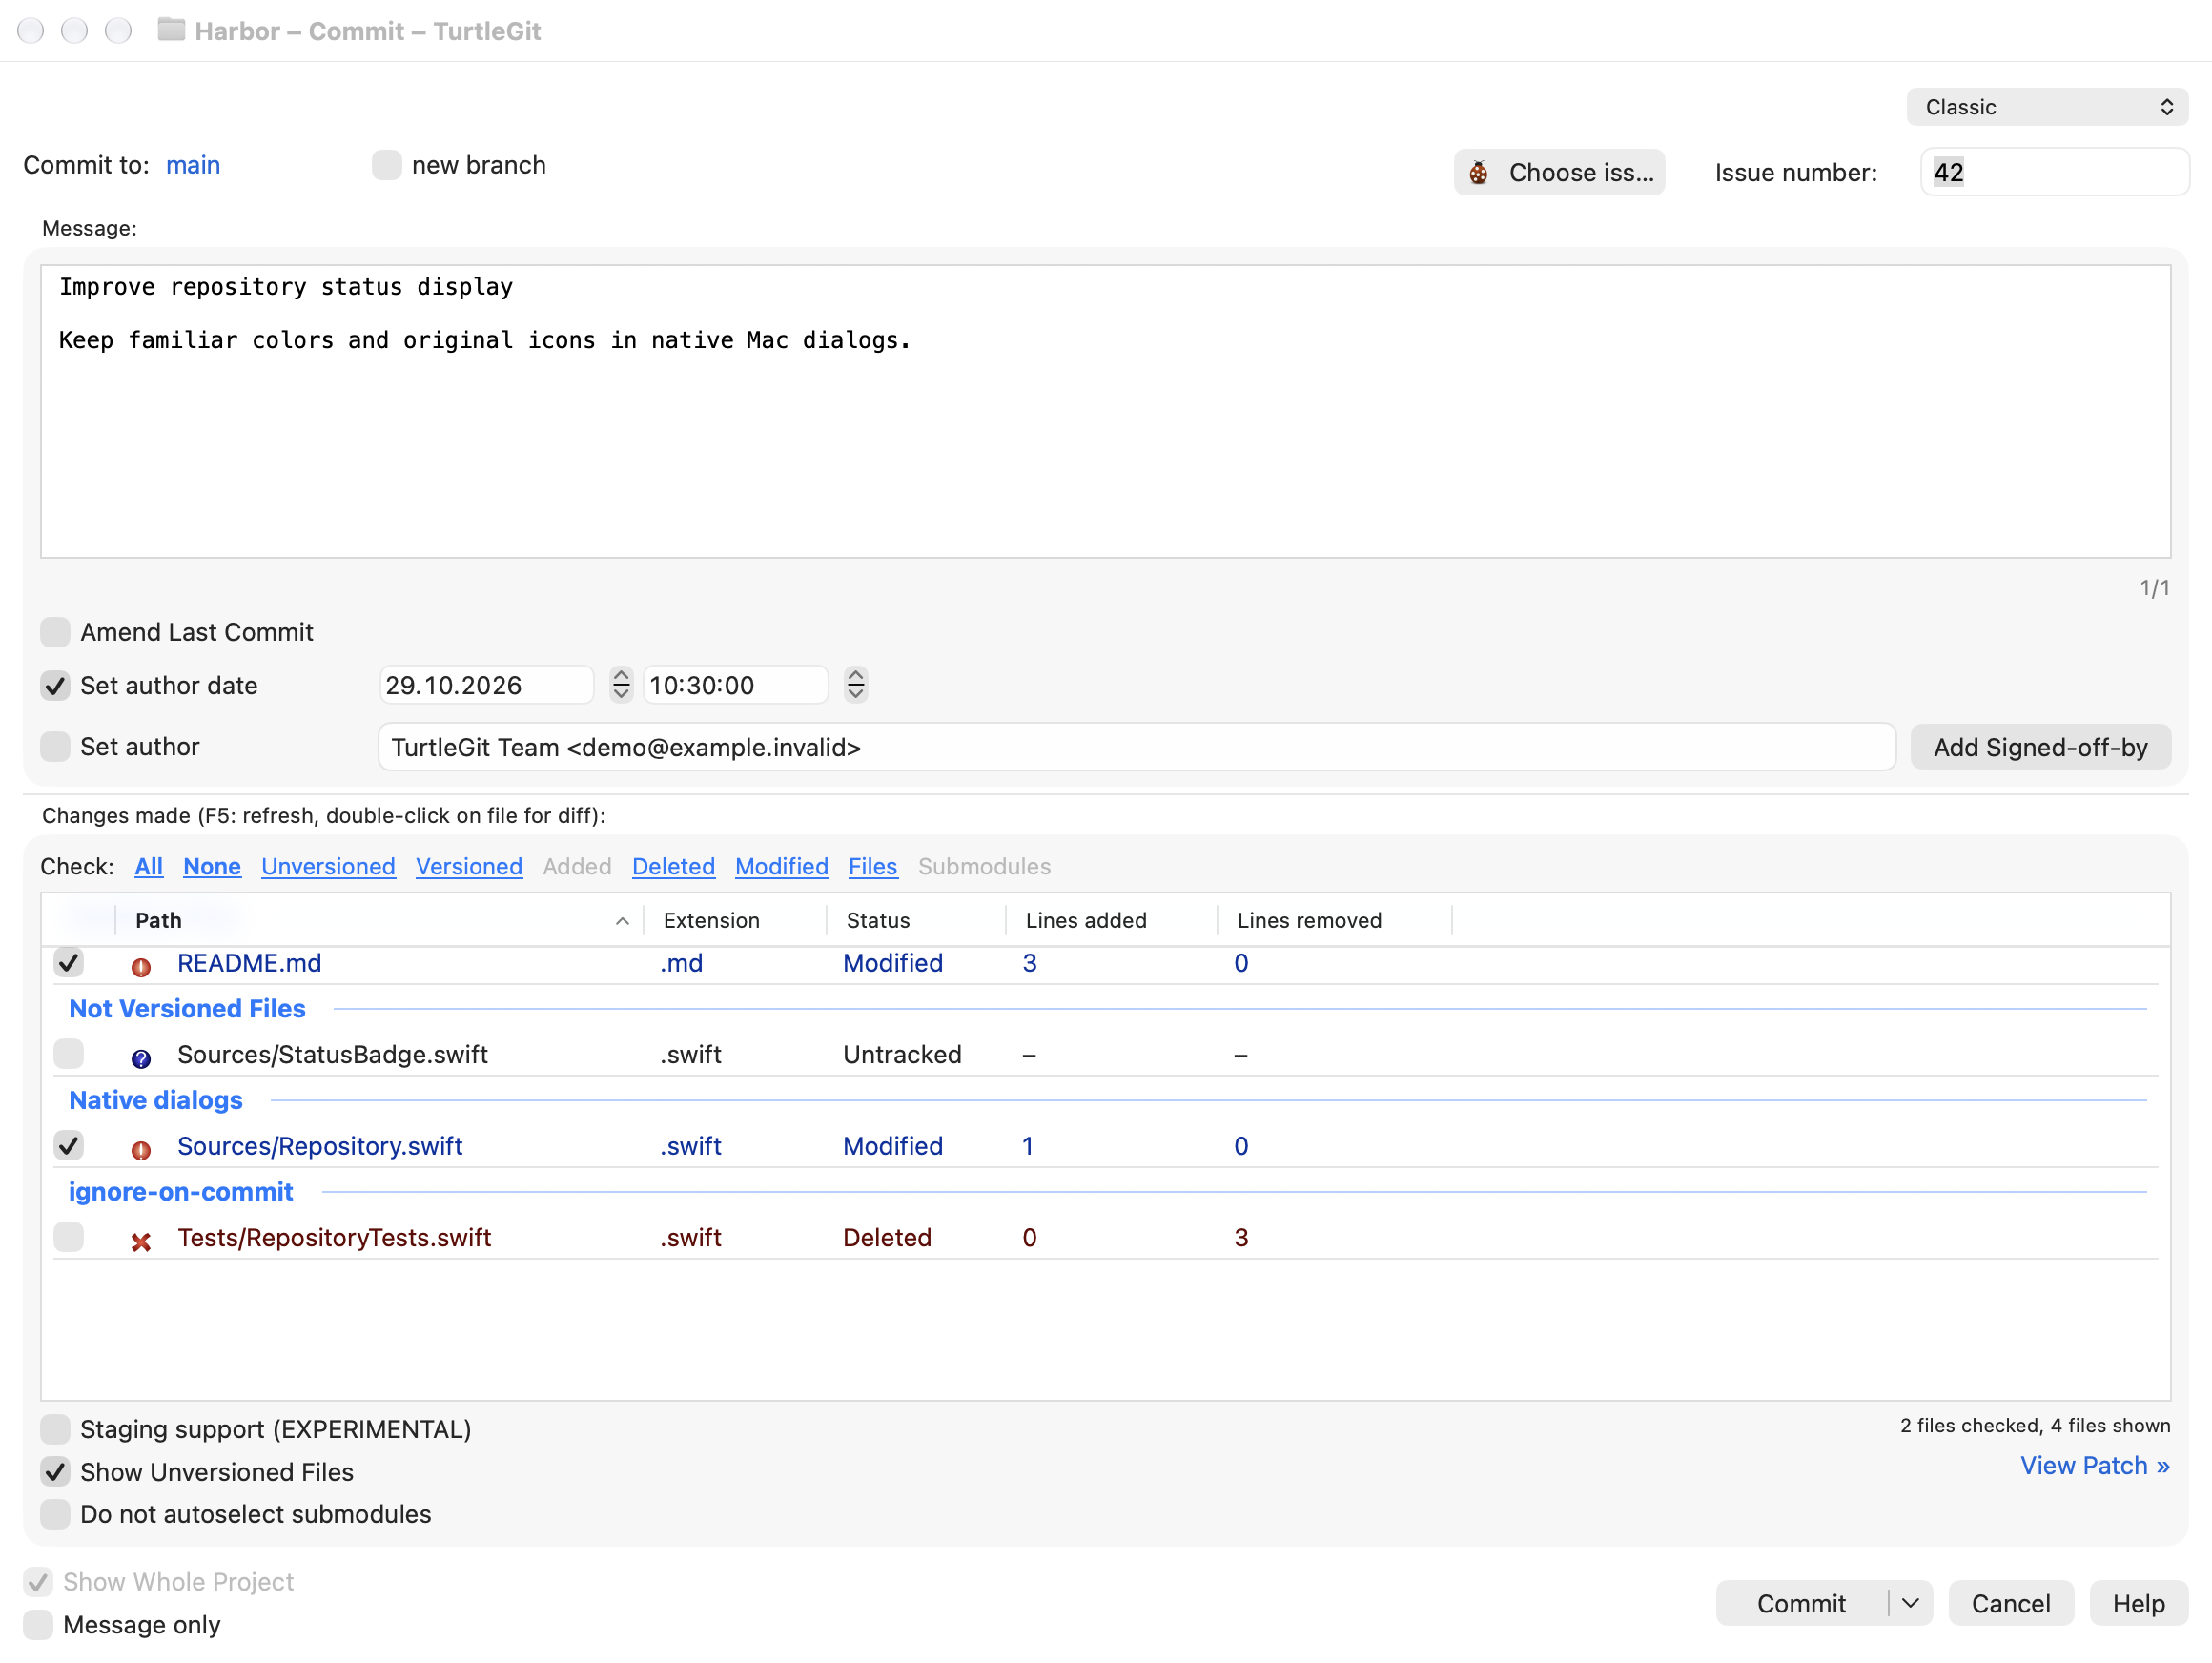 Harbor – Commit – TurtleGit
Classic
Commit to: main
new branch
Choose iss...
Issue number: 42
Message:
Improve repository status display
Keep familiar colors and original icons in native Mac dialogs.
1/1
Amend Last Commit
Set author date 29.10.2026 10:30:00
Set author TurtleGit Team <demo@example.invalid> Add Signed-off-by
Changes made (F5: refresh, double-click on file for diff):
Check: All None Unversioned Versioned Added Deleted Modified Files Submodules
Path Extension Status Lines added Lines removed
README.md .md Modified 3 0
Not Versioned Files
Sources/StatusBadge.swift .swift Untracked – –
Native dialogs
Sources/Repository.swift .swift Modified 1 0
ignore-on-commit
Tests/RepositoryTests.swift .swift Deleted 0 3
Staging support (EXPERIMENTAL)
2 files checked, 4 files shown
Show Unversioned Files
View Patch »
Do not autoselect submodules
Show Whole Project
Message only
Commit Cancel Help